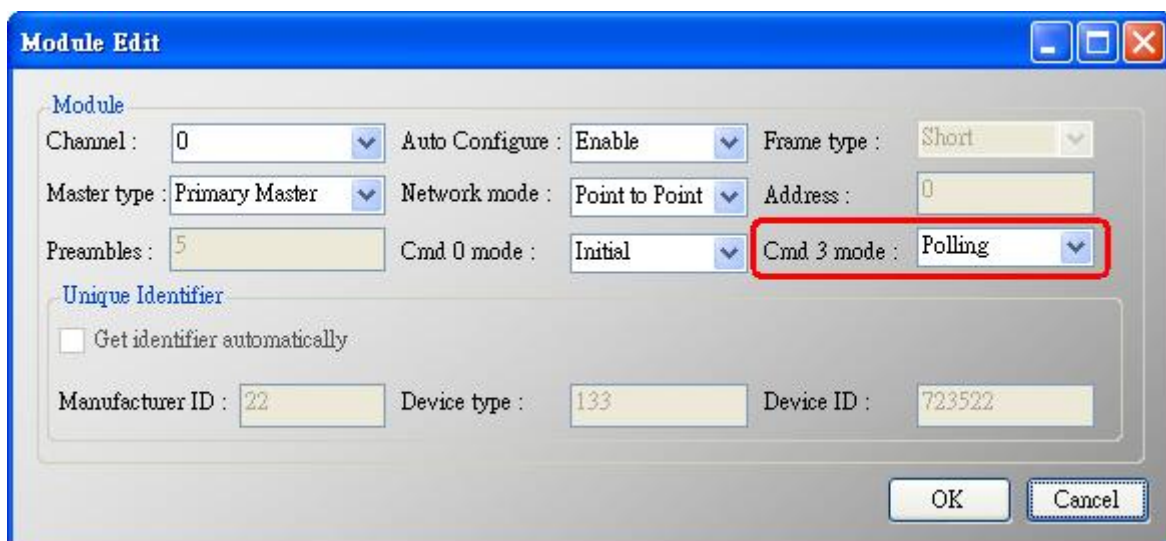 Module Edit
Module
Channel : 0 Auto Configure : Enable Frame type : Short
Master type : Primary Master Network mode : Point to Point Address : 0
Preambles : 5 Cmd 0 mode : Initial Cmd 3 mode : Polling
Unique Identifier
Get identifier automatically
Manufacturer ID : 22 Device type : 133 Device ID : 723522
OK Cancel